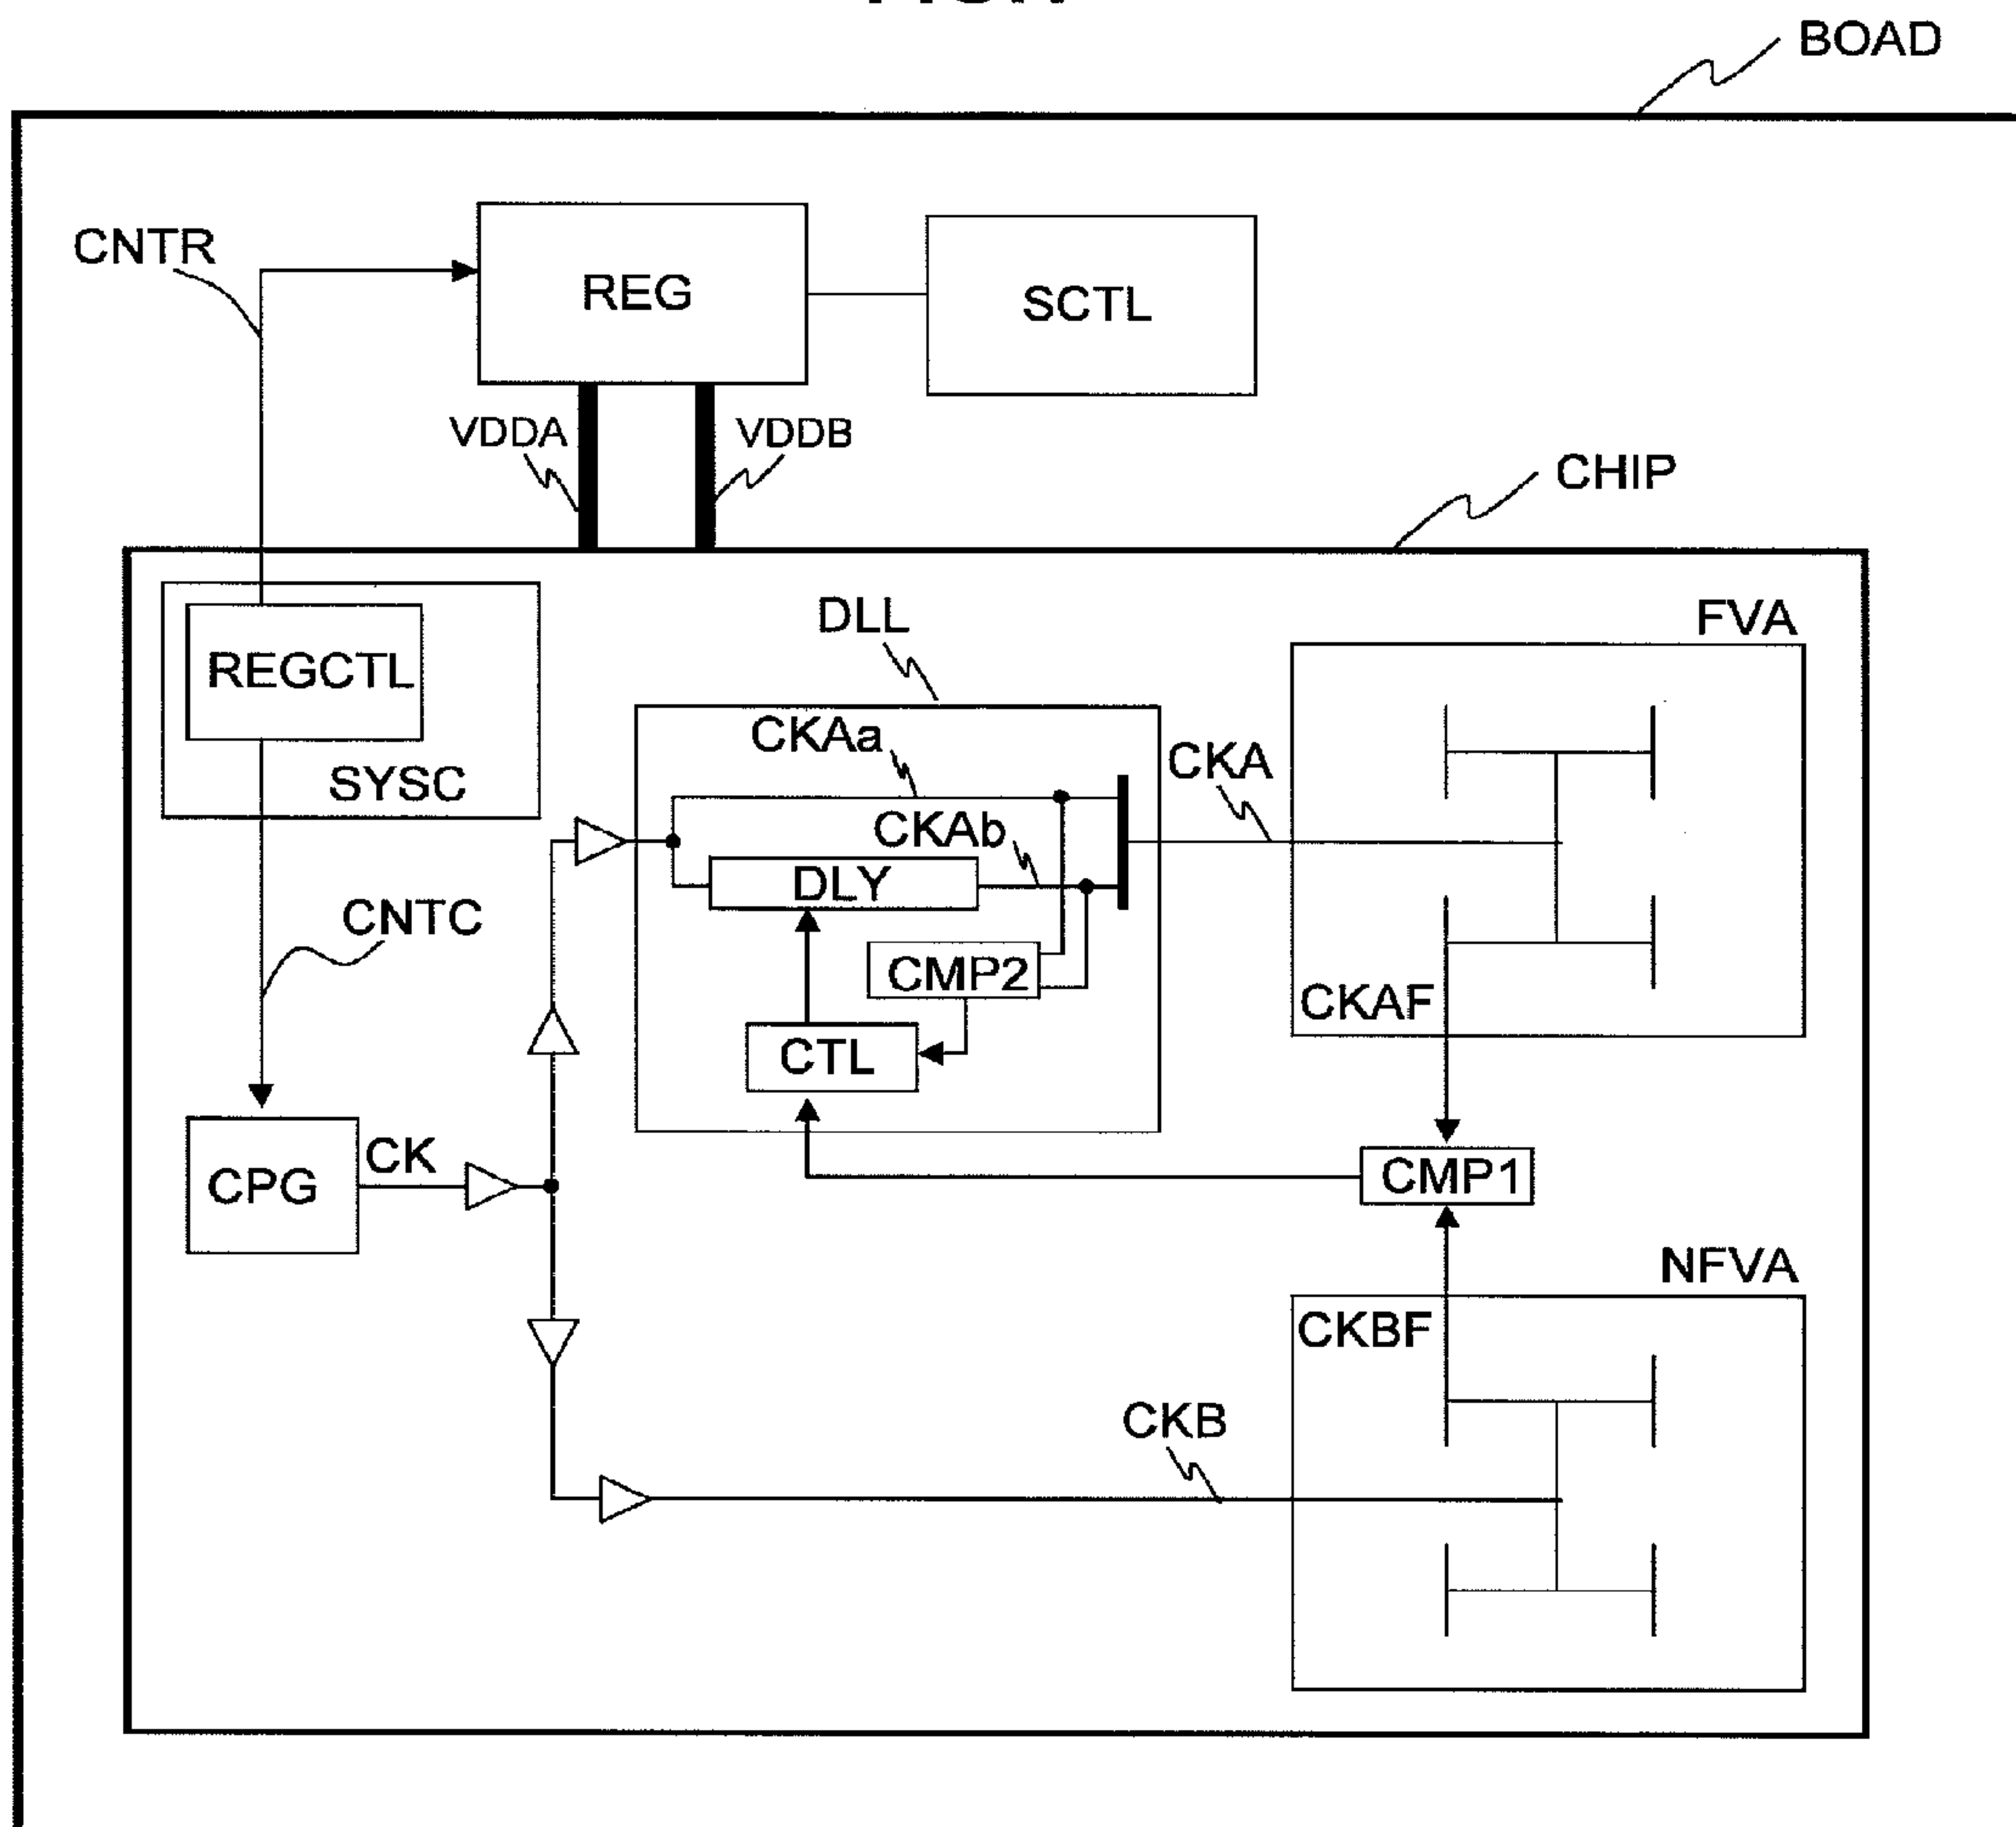 BOAD
CNTR
REG
SCTL
VDDA
VDDB
CHIP
REGCTL
SYSC
DLL
FVA
CKAa
CKA
CKAb
DLY
CNTC
CMP2
CKAF
CTL
CK
CPG
CMP1
NFVA
CKBF
CKB